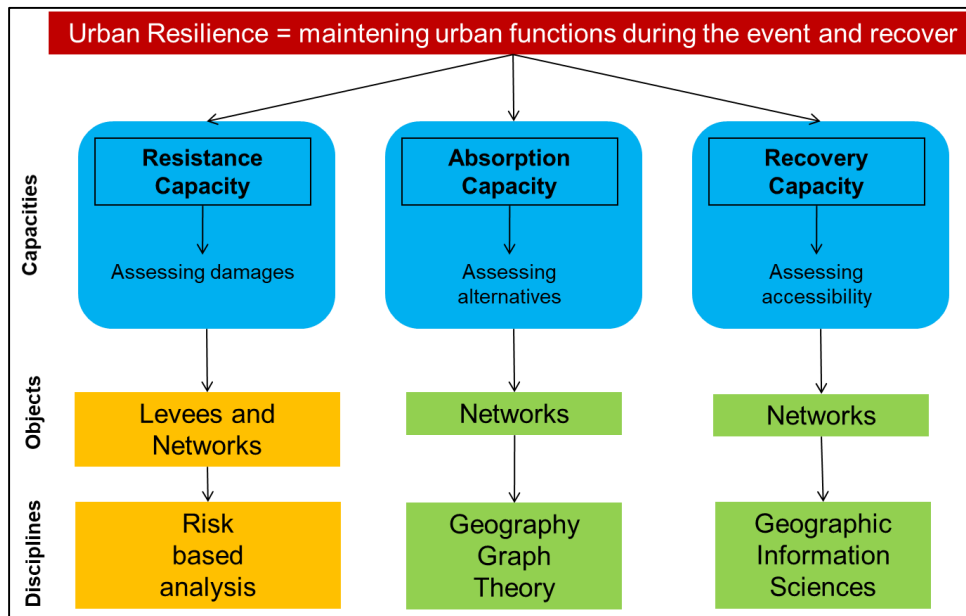 Urban Resilience = maintening urban functions during the event and recover
Capacities
Resistance
Capacity
Assessing damages
Absorption
Capacity
Assessing
alternatives
Recovery
Capacity
Assessing
accessibility
Objects
Levees and
Networks
Networks
Networks
Disciplines
Risk
based
analysis
Geography
Graph
Theory
Geographic
Information
Sciences